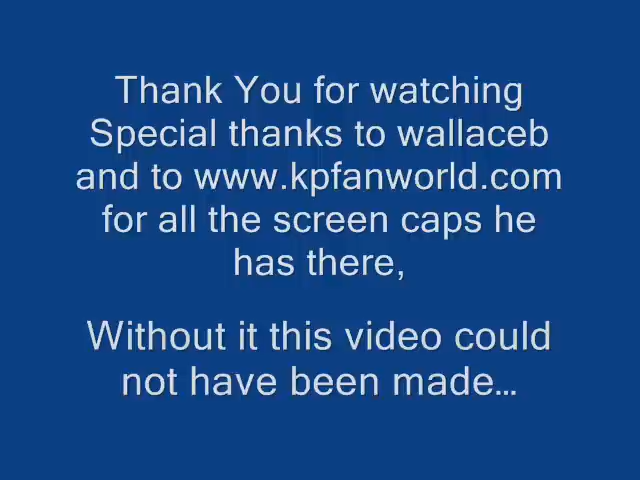 Thank You for watching
Special thanks to wallaceb
and to www.kpfanworld.com
for all the screen caps he
has there,
Without it this video could
not have been made…